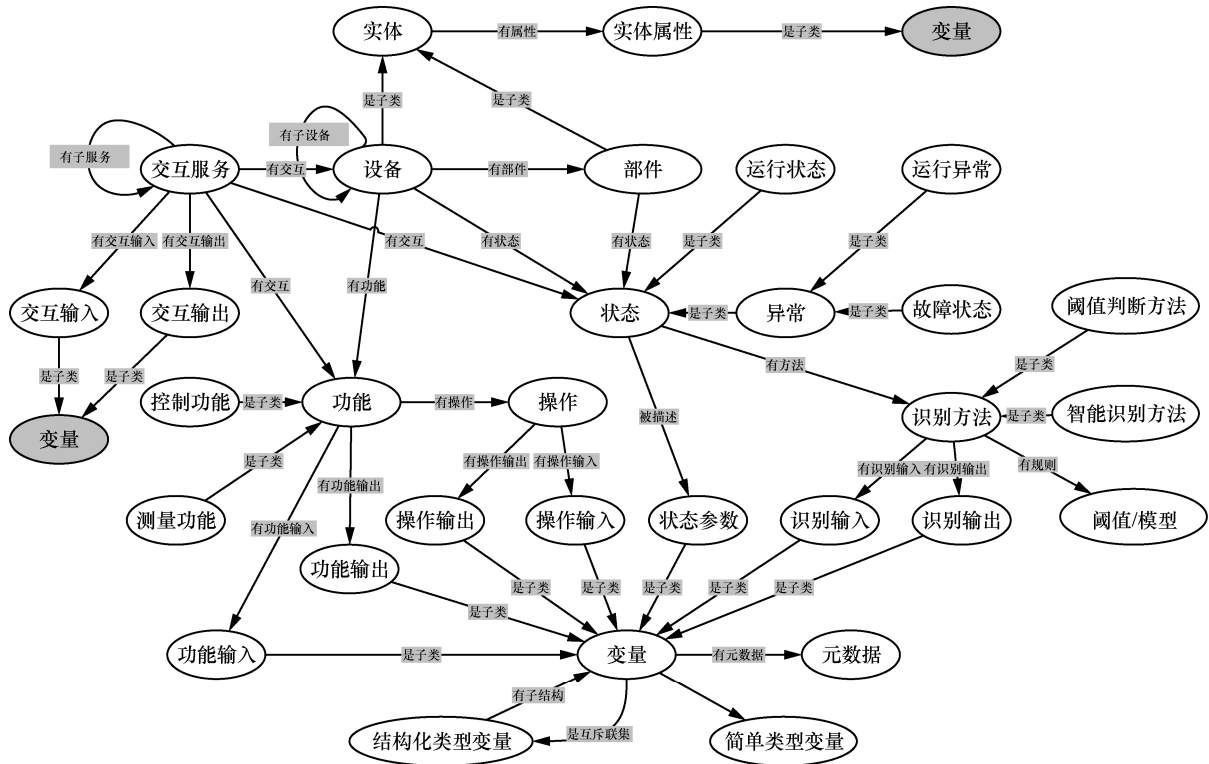 实体
有属性
实体属性
是子类
变量
是子类
是子类
有子设备
有子服务
交互服务
有交互
设备
有部件
部件
运行状态
运行异常
有交互输入
有交互输出
有交互
有状态
有状态
是子类
是子类
有交互
有功能
交互输入
交互输出
状态
是子类
异常
是子类
故障状态
阈值判断方法
有方法
是子类
是子类
是子类
控制功能
是子类
功能
有操作
操作
被描述
识别方法
是子类
智能识别方法
变量
是子类
有操作输出
有操作输入
有识别输入
有识别输出
有规则
有功能输出
测量功能
有功能输入
操作输出
操作输入
状态参数
识别输入
识别输出
阈值/模型
功能输出
是子类
是子类
是子类
是子类
是子类
是子类
功能输入
是子类
变量
有元数据
元数据
有子结构
是互斥联集
结构化类型变量
简单类型变量